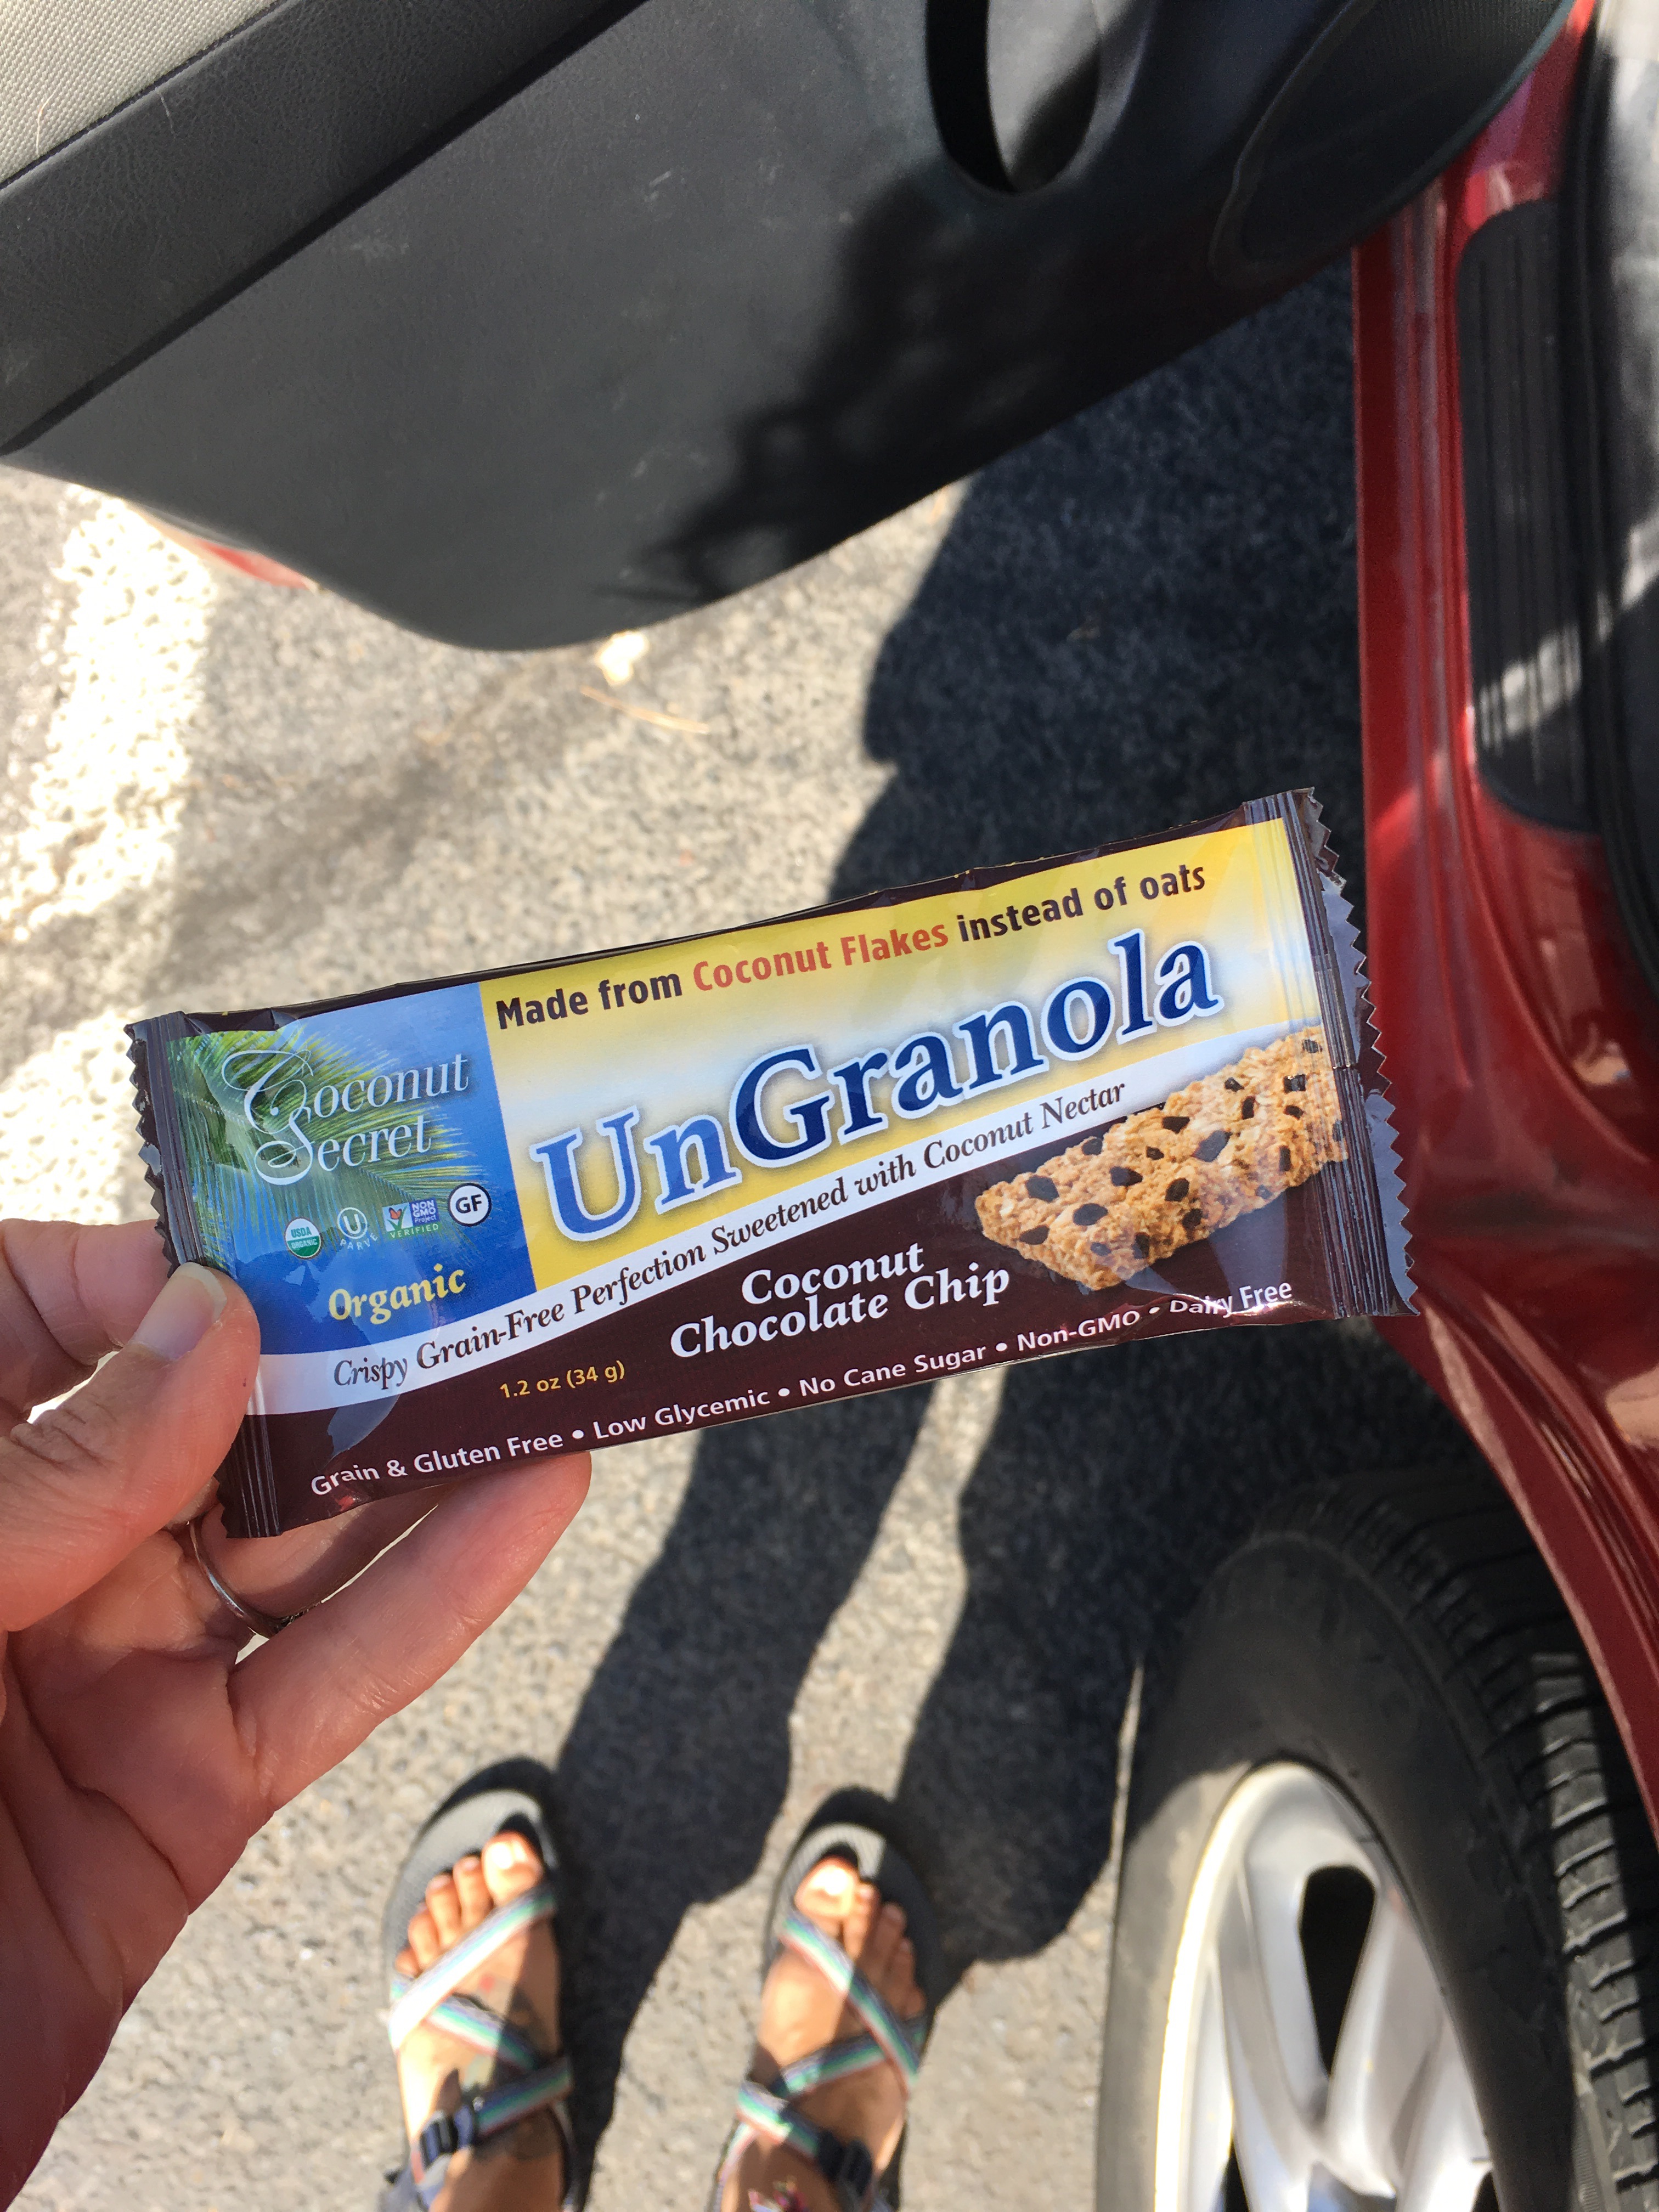 Made from Coconut Flakes instead of oats
Coconut
Secret
UnGranola
USDA
ORGANIC
U
PARVE
NON
GMO
Project
VERIFIED
GF
Organic
Crispy Grain-Free Perfection Sweetened with Coconut Nectar
Coconut
Chocolate Chip
1.2 oz (34 g)
Grain & Gluten Free • Low Glycemic • No Cane Sugar • Non-GMO • Dairy Free